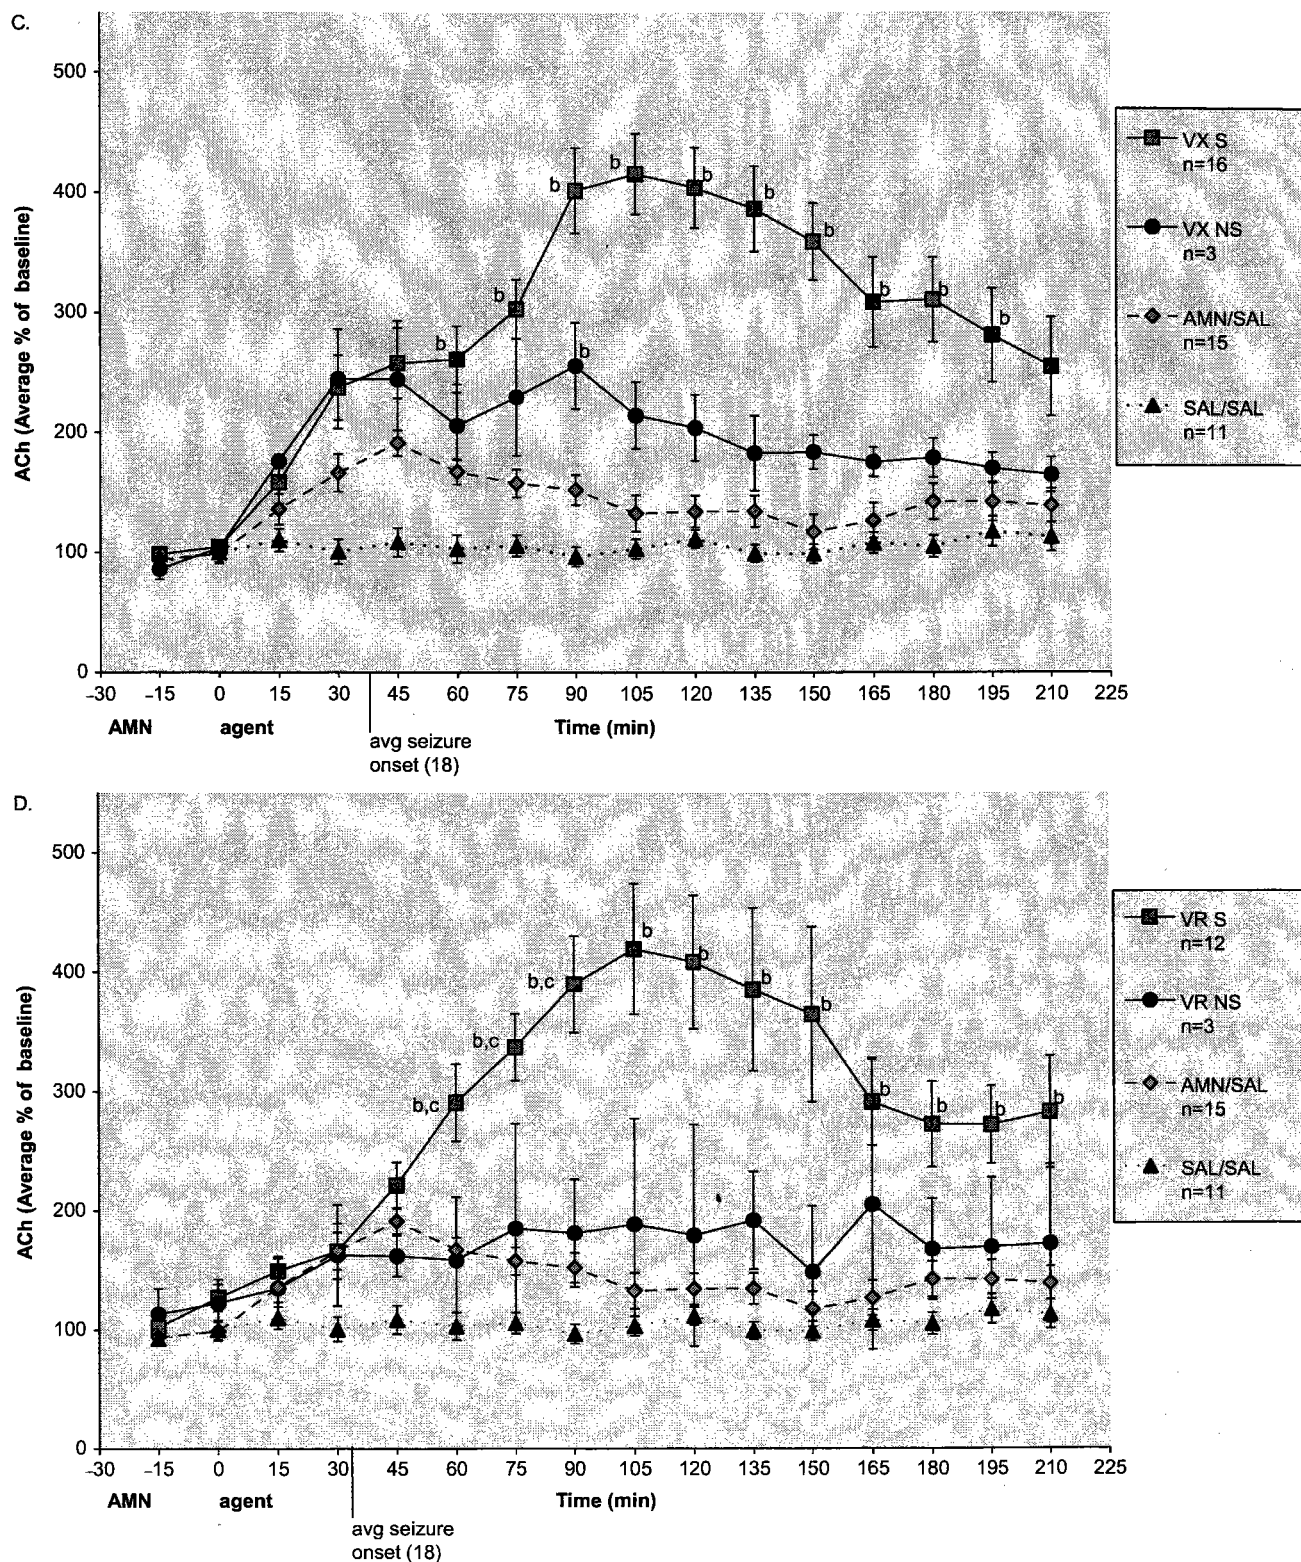 C.
500
400
300
200
100
0
ACh (Average % of baseline)
b
b
b
b
b
b
b
b
b
b
b
-30 -15 0 15 30 45 60 75 90 105 120 135 150 165 180 195 210 225
AMN agent Time (min)
avg seizure
onset (18)
VX S
n=16
VX NS
n=3
AMN/SAL
n=15
SAL/SAL
n=11
D.
500
400
300
200
100
0
ACh (Average % of baseline)
b,c
b,c
b,c
b
b
b
b
b
b
b
b
-30 -15 0 15 30 45 60 75 90 105 120 135 150 165 180 195 210 225
AMN agent Time (min)
avg seizure
onset (18)
VR S
n=12
VR NS
n=3
AMN/SAL
n=15
SAL/SAL
n=11